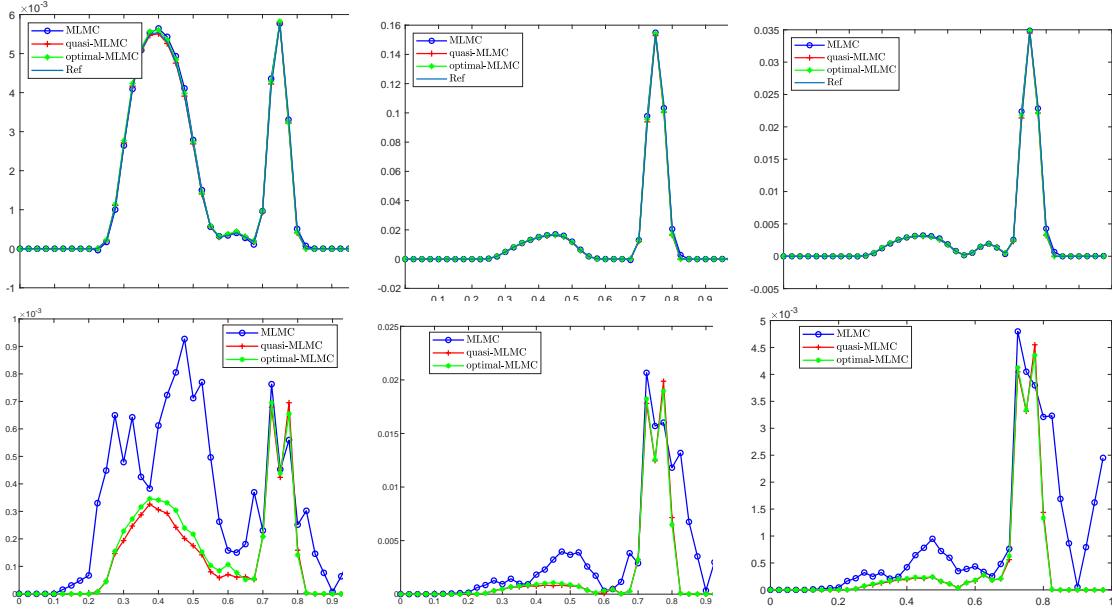 ×10⁻³
6
5
4
3
2
1
0
-1
MLMC
quasi-MLMC
optimal-MLMC
Ref
0.16
0.14
0.12
0.10
0.08
0.06
0.04
0.02
0
-0.02
0.1 0.2 0.3 0.4 0.5 0.6 0.7 0.8 0.9
MLMC
quasi-MLMC
optimal-MLMC
Ref
0.035
0.03
0.025
0.02
0.015
0.01
0.005
0
-0.005
MLMC
quasi-MLMC
optimal-MLMC
Ref
×10⁻³
1
0.9
0.8
0.7
0.6
0.5
0.4
0.3
0.2
0.1
0
0 0.1 0.2 0.3 0.4 0.5 0.6 0.7 0.8 0.9
MLMC
quasi-MLMC
optimal-MLMC
0.025
0.02
0.015
0.01
0.005
0
0 0.1 0.2 0.3 0.4 0.5 0.6 0.7 0.8 0.9
MLMC
quasi-MLMC
optimal-MLMC
×10⁻³
5
4.5
4
3.5
3
2.5
2
1.5
1
0.5
0
0 0.2 0.4 0.6 0.8
MLMC
quasi-MLMC
optimal-MLMC